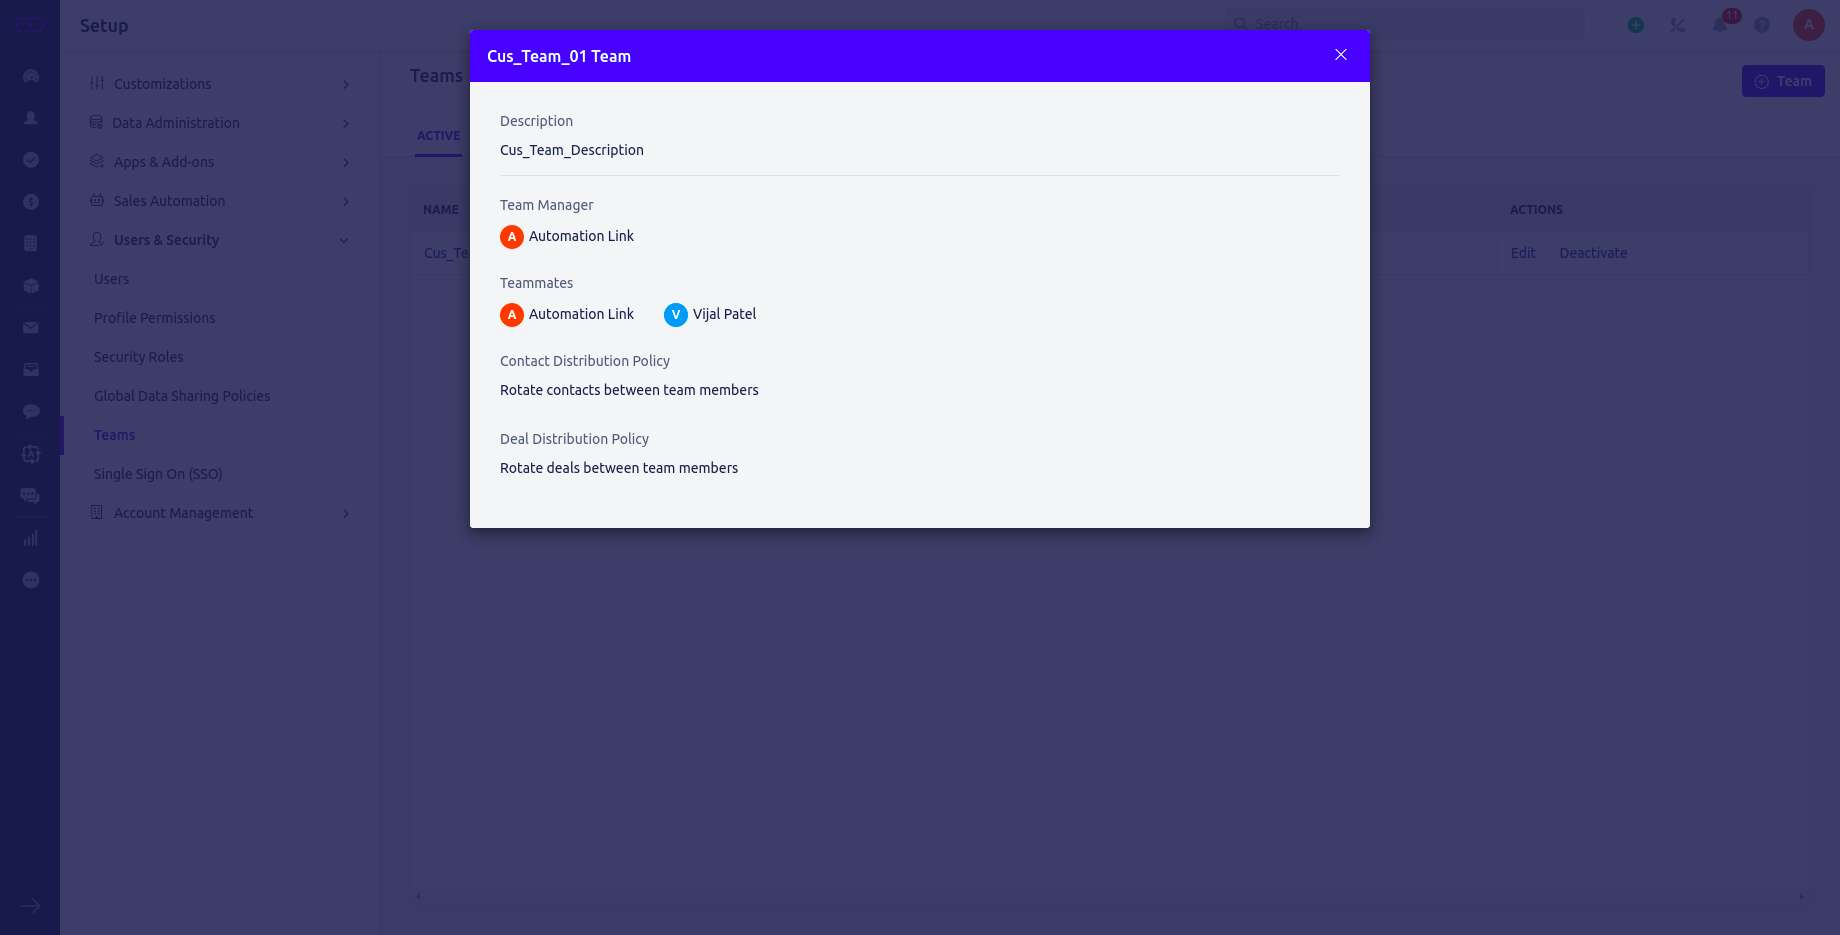 Setup
Search
11
?
A
Customizations
Data Administration
Apps & Add-ons
Sales Automation
Users & Security
Users
Profile Permissions
Security Roles
Global Data Sharing Policies
Teams
Single Sign On (SSO)
Account Management
Teams
Team
ACTIVE
NAME
ACTIONS
Cus_Te
Edit Deactivate
Cus_Team_01 Team
Description
Cus_Team_Description
Team Manager
A Automation Link
Teammates
A Automation Link V Vijal Patel
Contact Distribution Policy
Rotate contacts between team members
Deal Distribution Policy
Rotate deals between team members